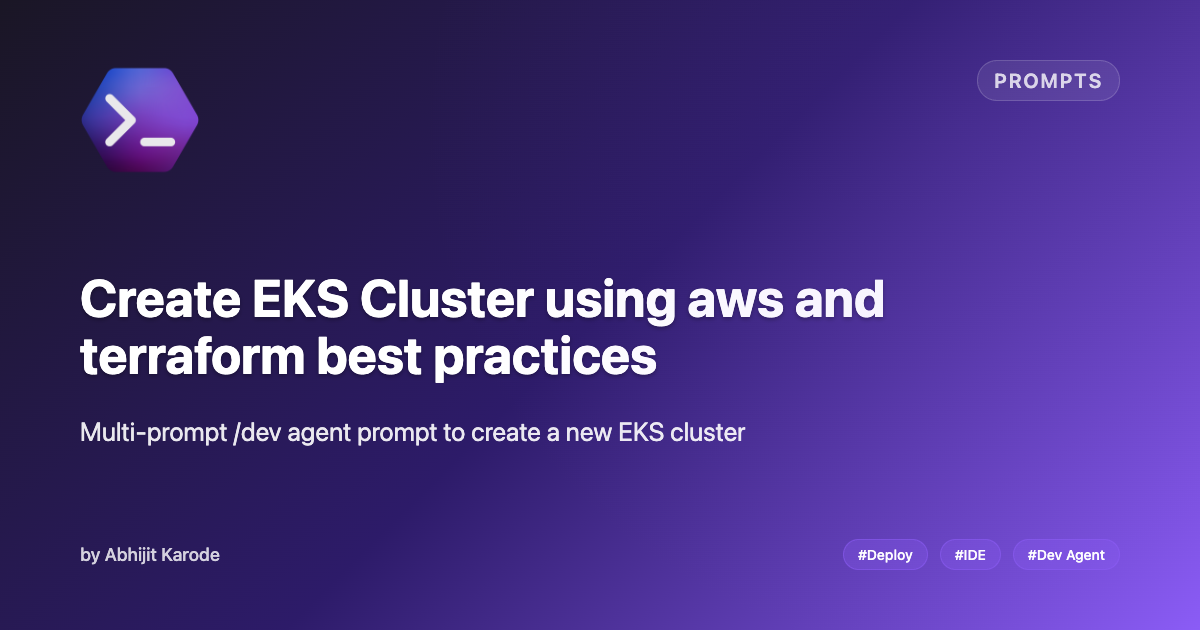 PROMPTS
Create EKS Cluster using aws and
terraform best practices
Multi-prompt /dev agent prompt to create a new EKS cluster
by Abhijit Karode
#Deploy
#IDE
#Dev Agent